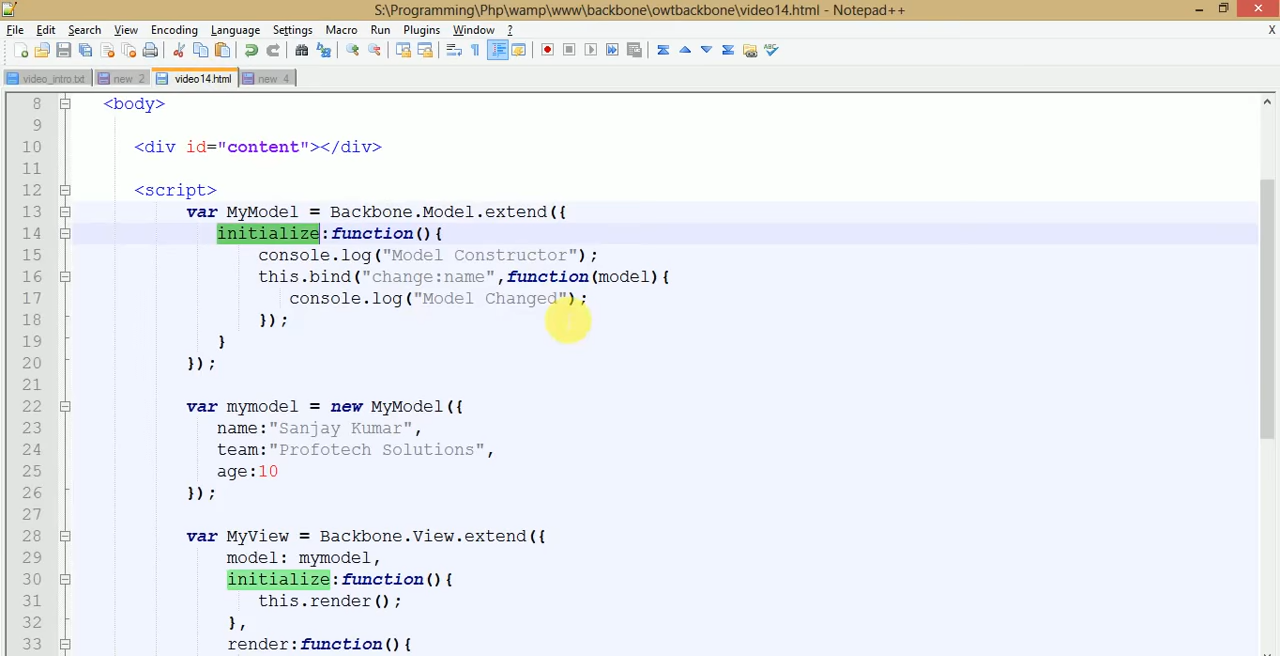 S:\Programming\Php\wamp\www\backbone\owtbackbone\video14.html - Notepad++
File Edit Search View Encoding Language Settings Macro Run Plugins Window ? X
video_intro.txt new 2 video14.html new 4
8 <body>
9
10 <div id="content"></div>
11
12 <script>
13 var MyModel = Backbone.Model.extend({
14 initialize:function(){
15 console.log("Model Constructor");
16 this.bind("change:name",function(model){
17 console.log("Model Changed");
18 });
19 }
20 });
21
22 var mymodel = new MyModel({
23 name:"Sanjay Kumar",
24 team:"Profotech Solutions",
25 age:10
26 });
27
28 var MyView = Backbone.View.extend({
29 model: mymodel,
30 initialize:function(){
31 this.render();
32 },
33 render:function(){